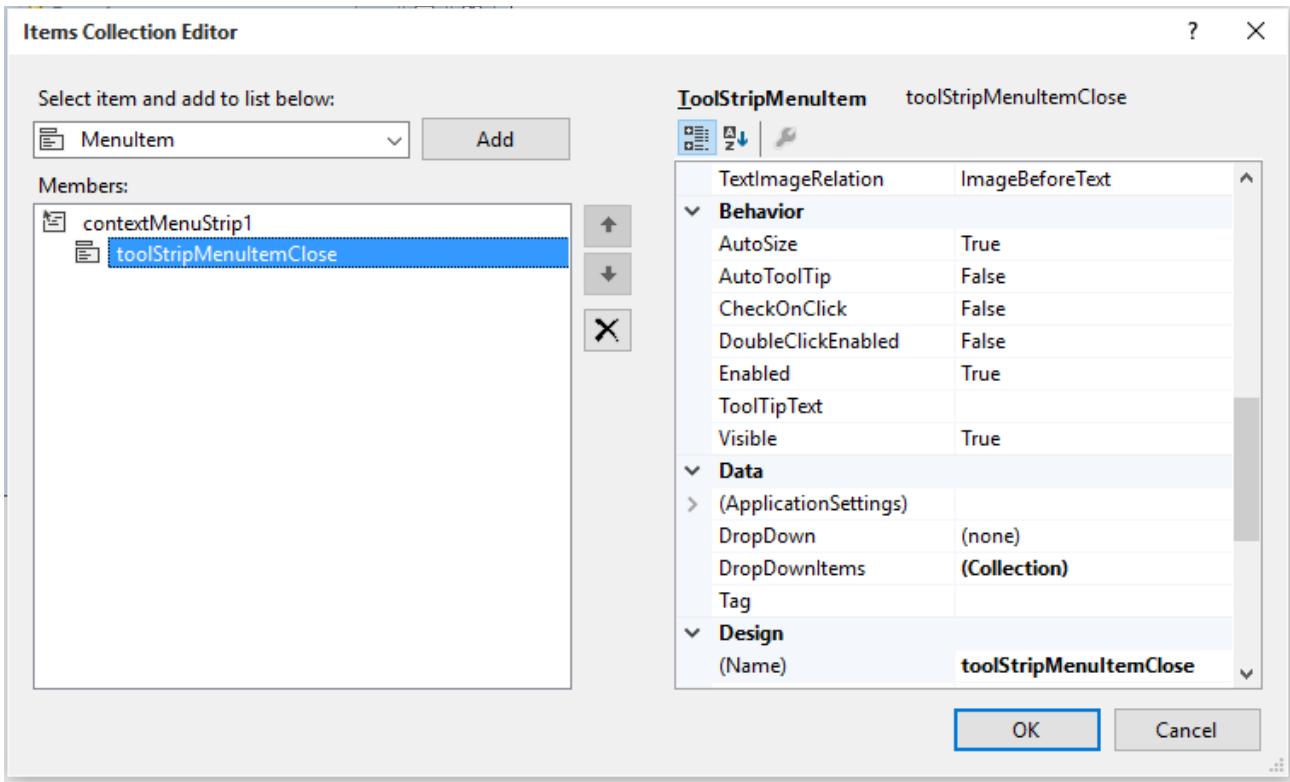 Items Collection Editor
?
Select item and add to list below:
MenuItem
Add
Members:
contextMenuStrip1
toolStripMenuItemClose
ToolStripMenuItem toolStripMenuItemClose
TextImageRelation ImageBeforeText
Behavior
AutoSize True
AutoToolTip False
CheckOnClick False
DoubleClickEnabled False
Enabled True
ToolTipText
Visible True
Data
(ApplicationSettings)
DropDown (none)
DropDownItems (Collection)
Tag
Design
(Name) toolStripMenuItemClose
OK Cancel